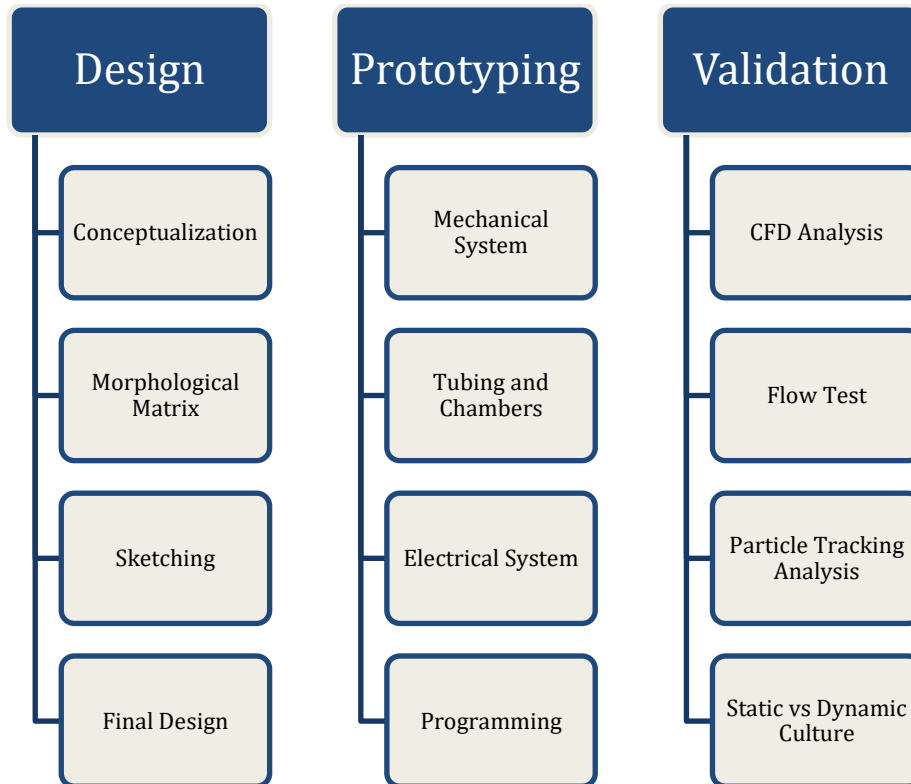 Design
Conceptualization
Morphological
Matrix
Sketching
Final Design
Prototyping
Mechanical
System
Tubing and
Chambers
Electrical System
Programming
Validation
CFD Analysis
Flow Test
Particle Tracking
Analysis
Static vs Dynamic
Culture